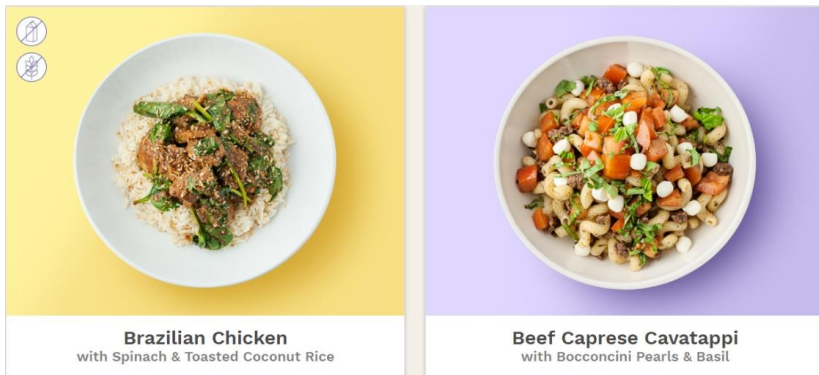 Brazilian Chicken
with Spinach & Toasted Coconut Rice
Beef Caprese Cavatappi
with Bocconcini Pearls & Basil